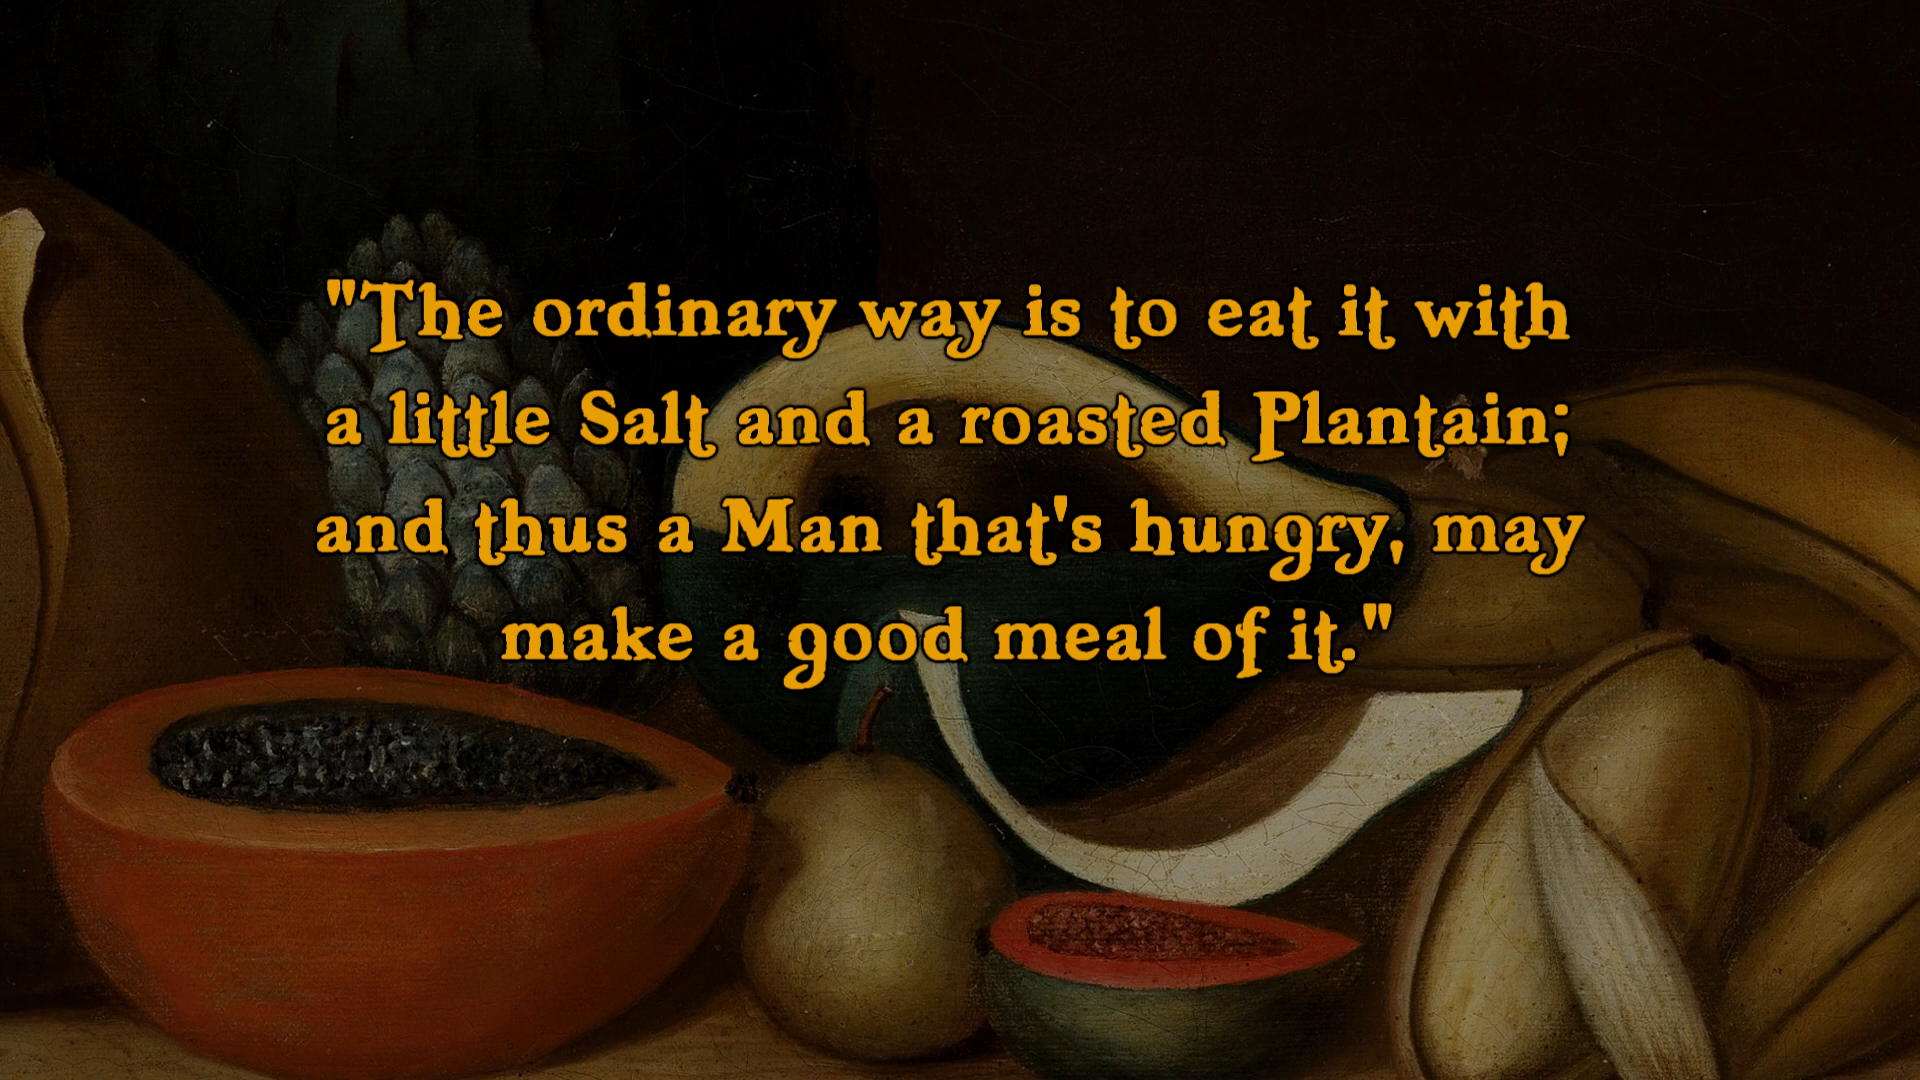 "The ordinary way is to eat it with
a little Salt and a roasted Plantain;
and thus a Man that's hungry, may
make a good meal of it."